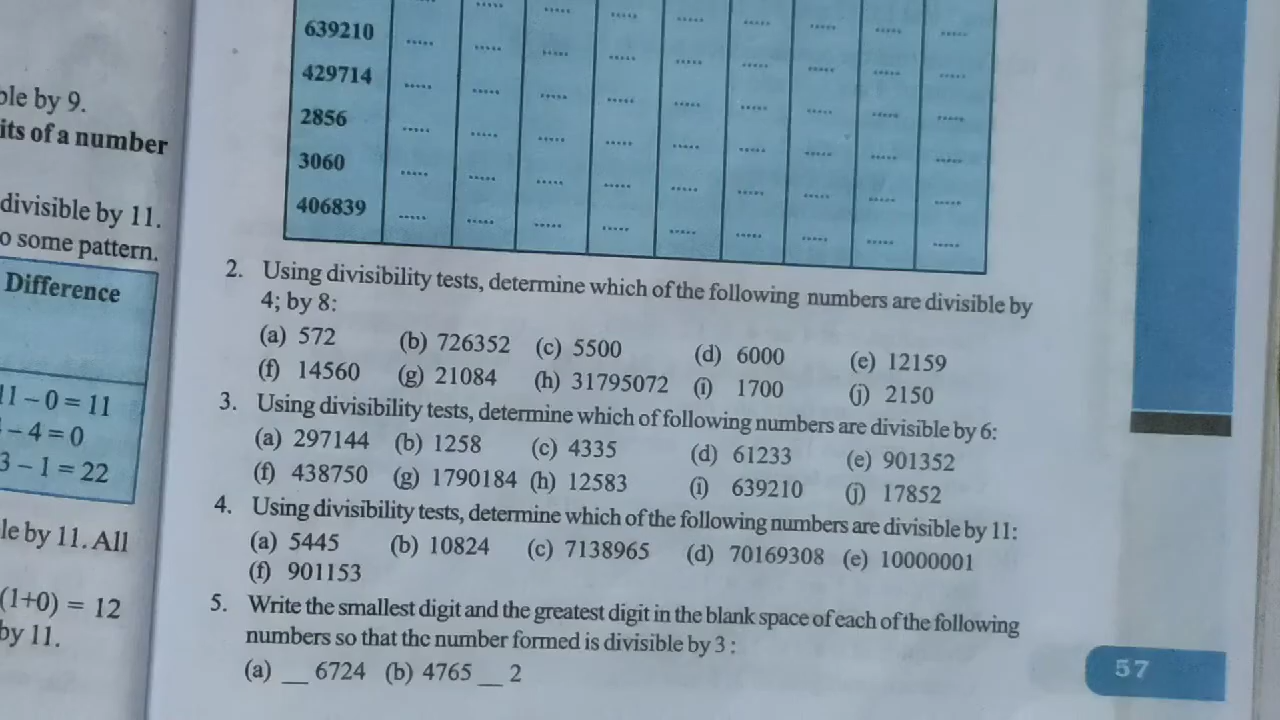 ble by 9.
its of a number
divisible by 11.
o some pattern.
Difference
11 – 0 = 11
– 4 = 0
3 – 1 = 22
le by 11. All
(1+0) = 12
by 11.
639210 ..... ..... ..... ..... ..... ..... ..... ..... .....
429714 ..... ..... ..... ..... ..... ..... ..... ..... .....
2856 ..... ..... ..... ..... ..... ..... ..... ..... .....
3060 ..... ..... ..... ..... ..... ..... ..... ..... .....
406839 ..... ..... ..... ..... ..... ..... ..... ..... .....
2. Using divisibility tests, determine which of the following numbers are divisible by
4; by 8:
(a) 572 (b) 726352 (c) 5500 (d) 6000 (e) 12159
(f) 14560 (g) 21084 (h) 31795072 (i) 1700 (j) 2150
3. Using divisibility tests, determine which of following numbers are divisible by 6:
(a) 297144 (b) 1258 (c) 4335 (d) 61233 (e) 901352
(f) 438750 (g) 1790184 (h) 12583 (i) 639210 (j) 17852
4. Using divisibility tests, determine which of the following numbers are divisible by 11:
(a) 5445 (b) 10824 (c) 7138965 (d) 70169308 (e) 10000001
(f) 901153
5. Write the smallest digit and the greatest digit in the blank space of each of the following
numbers so that the number formed is divisible by 3 :
(a) __ 6724 (b) 4765 __ 2
57